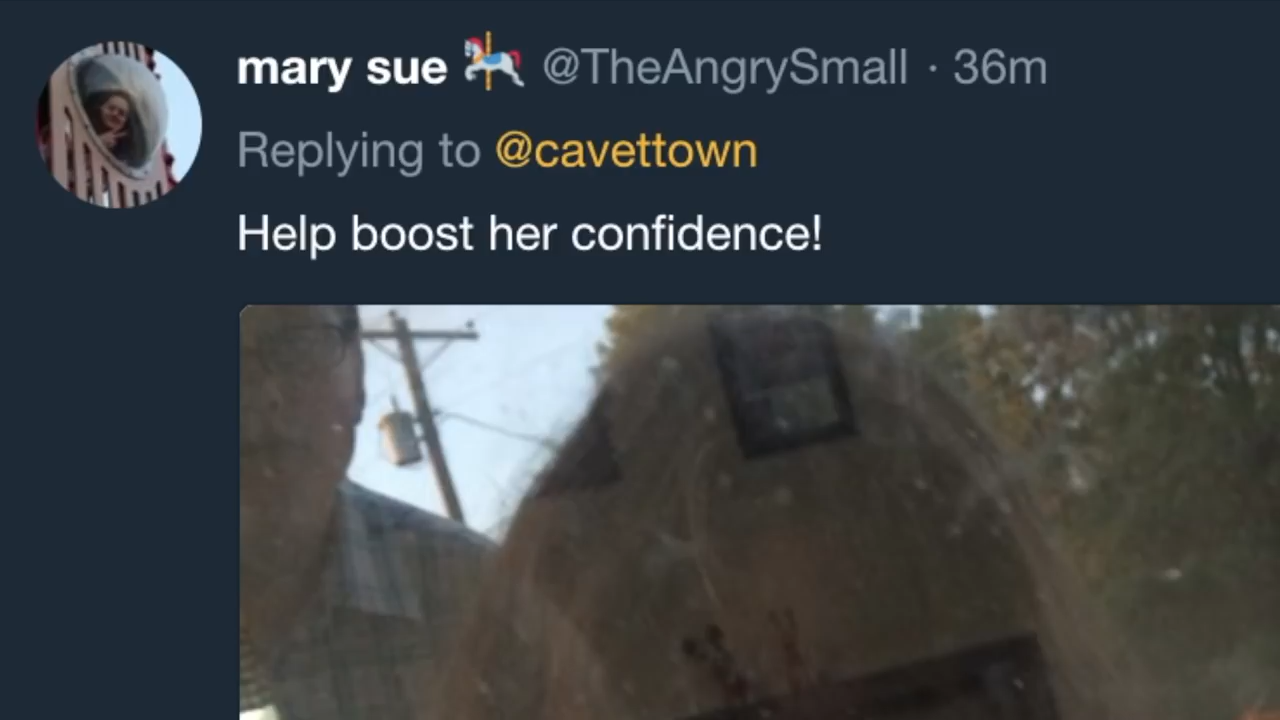 mary sue 🎠 @TheAngrySmall · 36m
Replying to @cavettown
Help boost her confidence!